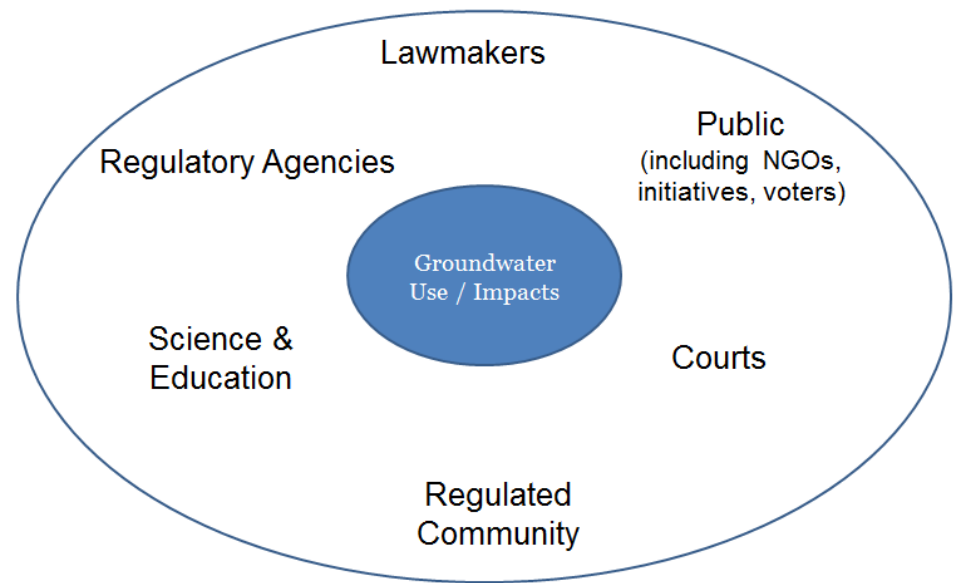 Lawmakers
Public
(including NGOs,
initiatives, voters)
Regulatory Agencies
Groundwater
Use / Impacts
Science &
Education
Courts
Regulated
Community